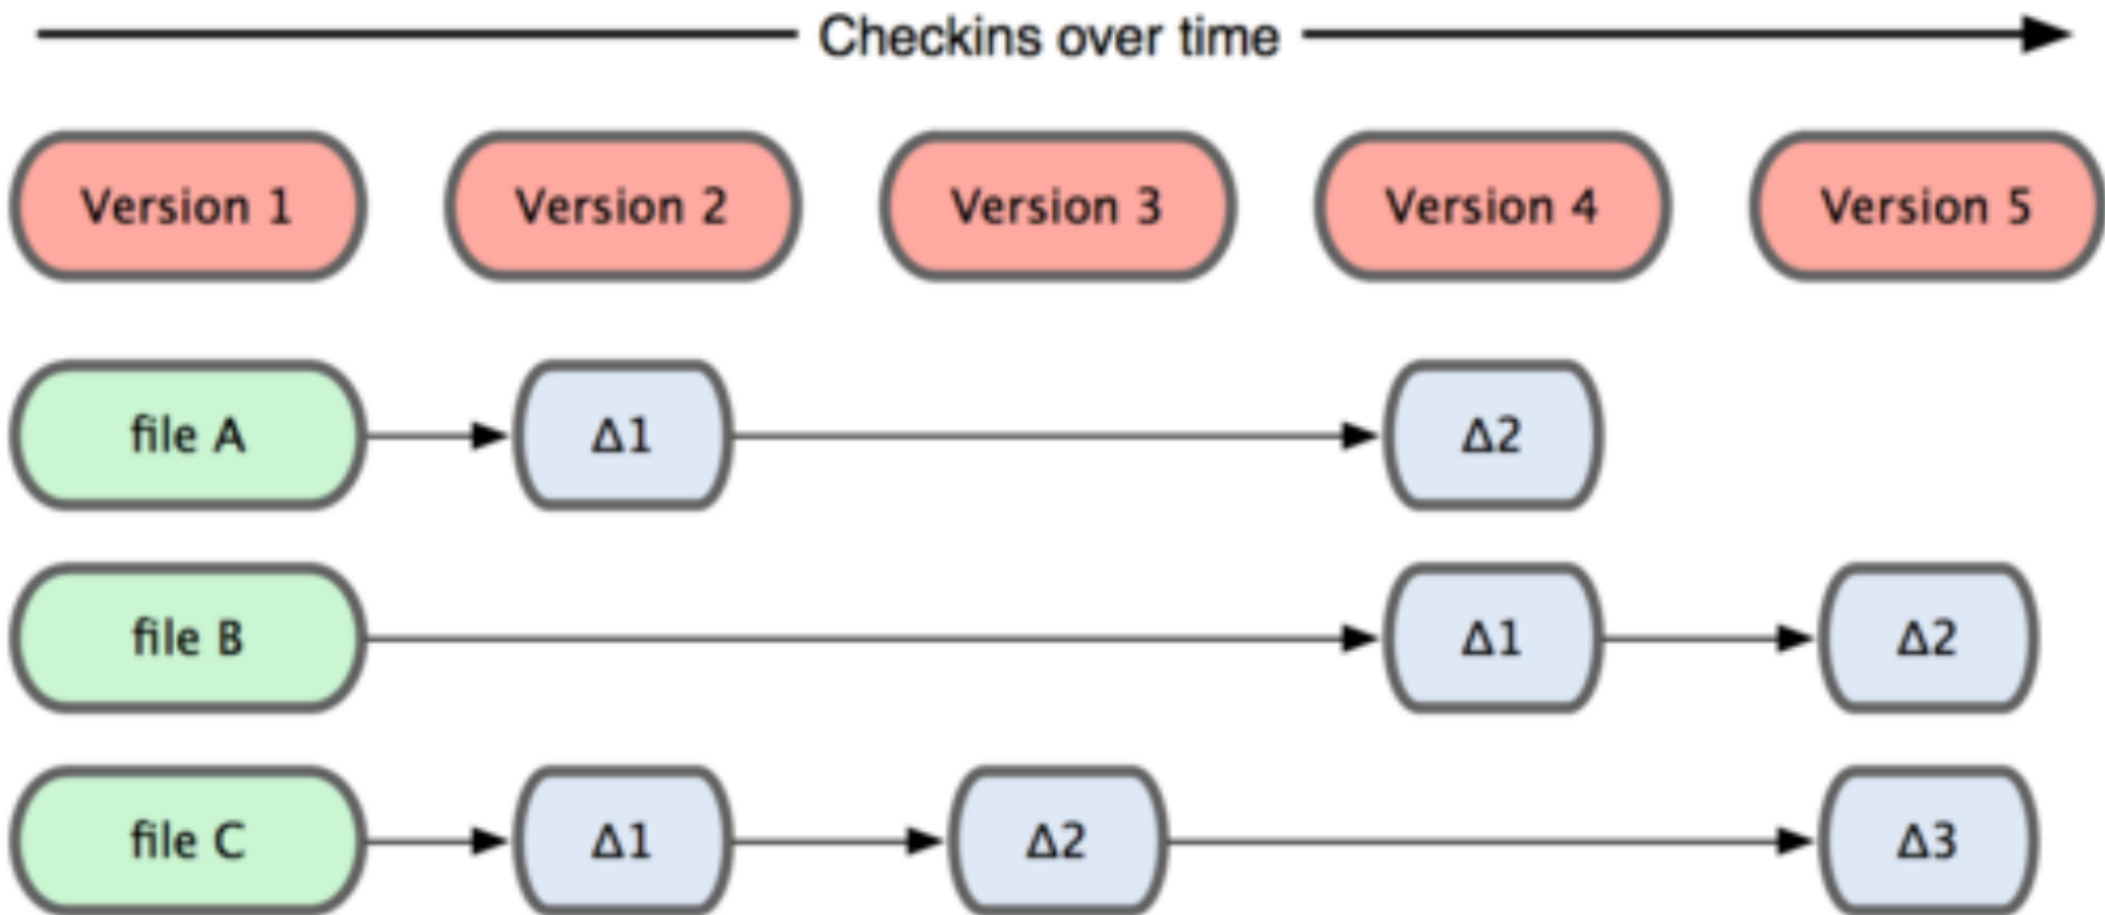 Checkins over time
Version 1 Version 2 Version 3 Version 4 Version 5
file A Δ1 Δ2
file B Δ1 Δ2
file C Δ1 Δ2 Δ3